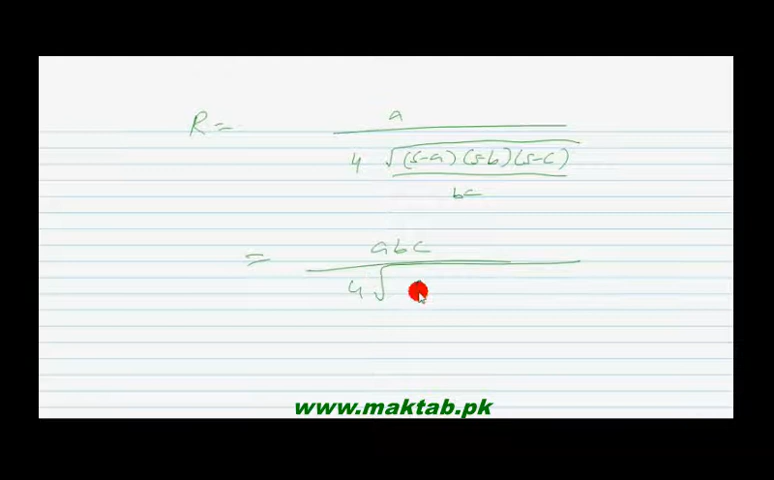 R = a
4 √(s-a)(s-b)(s-c)
bc
= abc
4√
www.maktab.pk